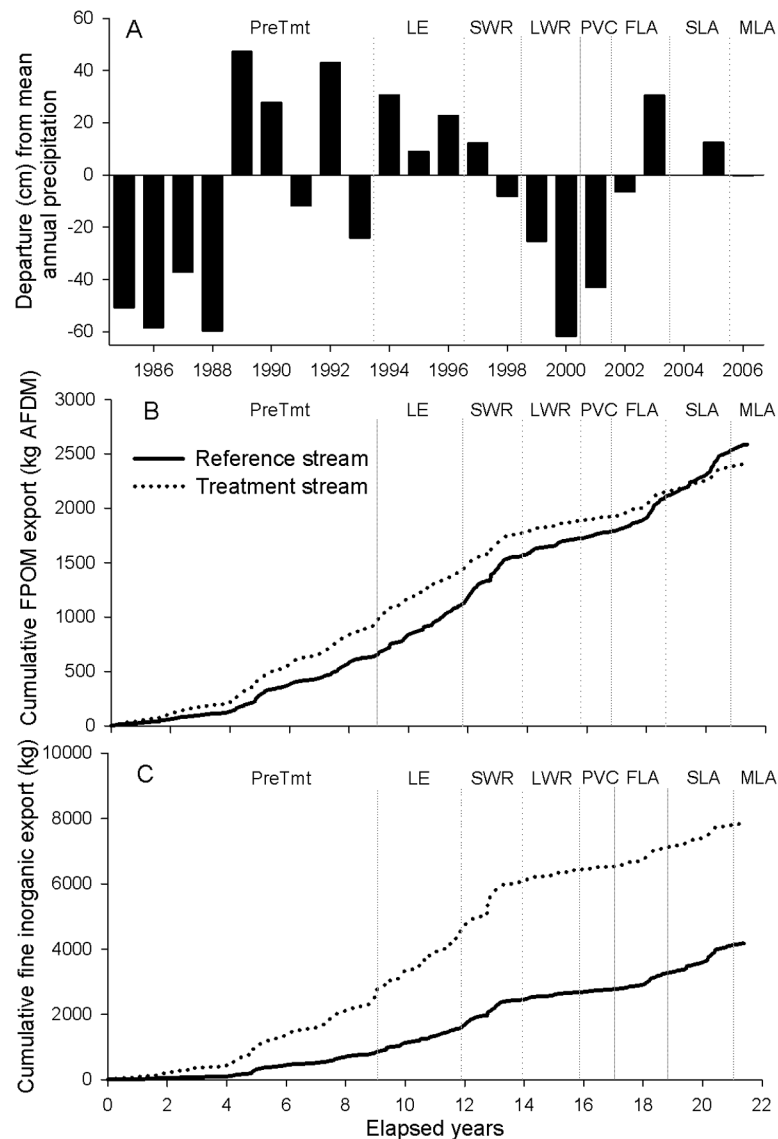 A PreTmt LE SWR LWR PVC FLA SLA MLA
60
40
20
0
-20
-40
-60
Departure (cm) from mean
annual precipitation
1986 1988 1990 1992 1994 1996 1998 2000 2002 2004 2006
B PreTmt LE SWR LWR PVC FLA SLA MLA
3000
2500
2000
1500
1000
500
0
Cumulative FPOM export (kg AFDM)
Reference stream
Treatment stream
C PreTmt LE SWR LWR PVC FLA SLA MLA
10000
8000
6000
4000
2000
0
Cumulative fine inorganic export (kg)
0 2 4 6 8 10 12 14 16 18 20 22
Elapsed years